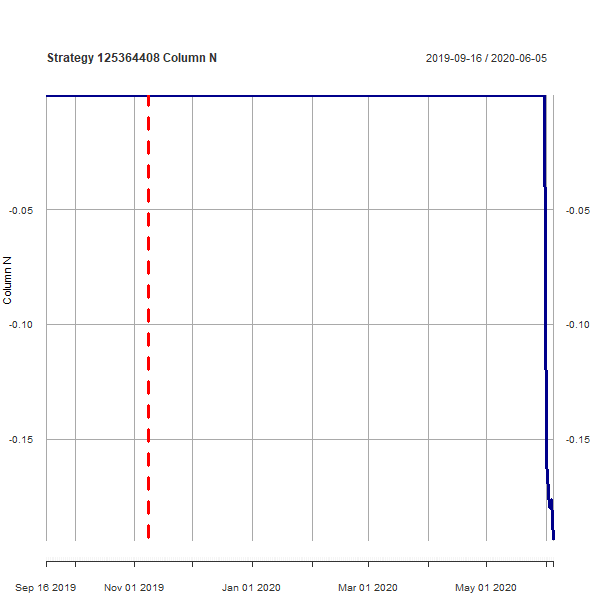 Strategy 125364408 Column N
2019-09-16 / 2020-06-05
-0.05
-0.05
-0.10
-0.10
-0.15
-0.15
Column N
Sep 16 2019
Nov 01 2019
Jan 01 2020
Mar 01 2020
May 01 2020